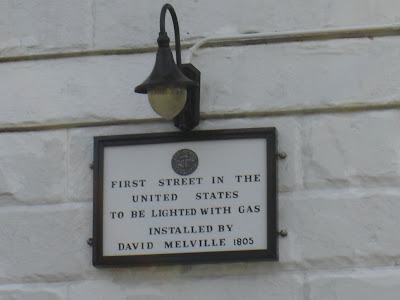 FIRST STREET IN THE
UNITED STATES
TO BE LIGHTED WITH GAS
INSTALLED BY
DAVID MELVILLE 1805